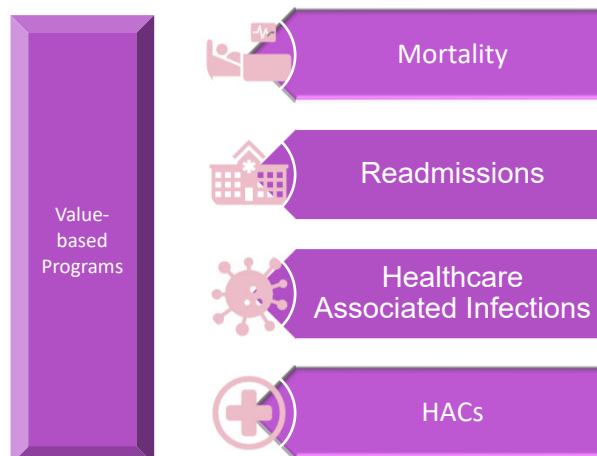 Mortality
Readmissions
Value-
based
Programs
Healthcare
Associated Infections
HACs